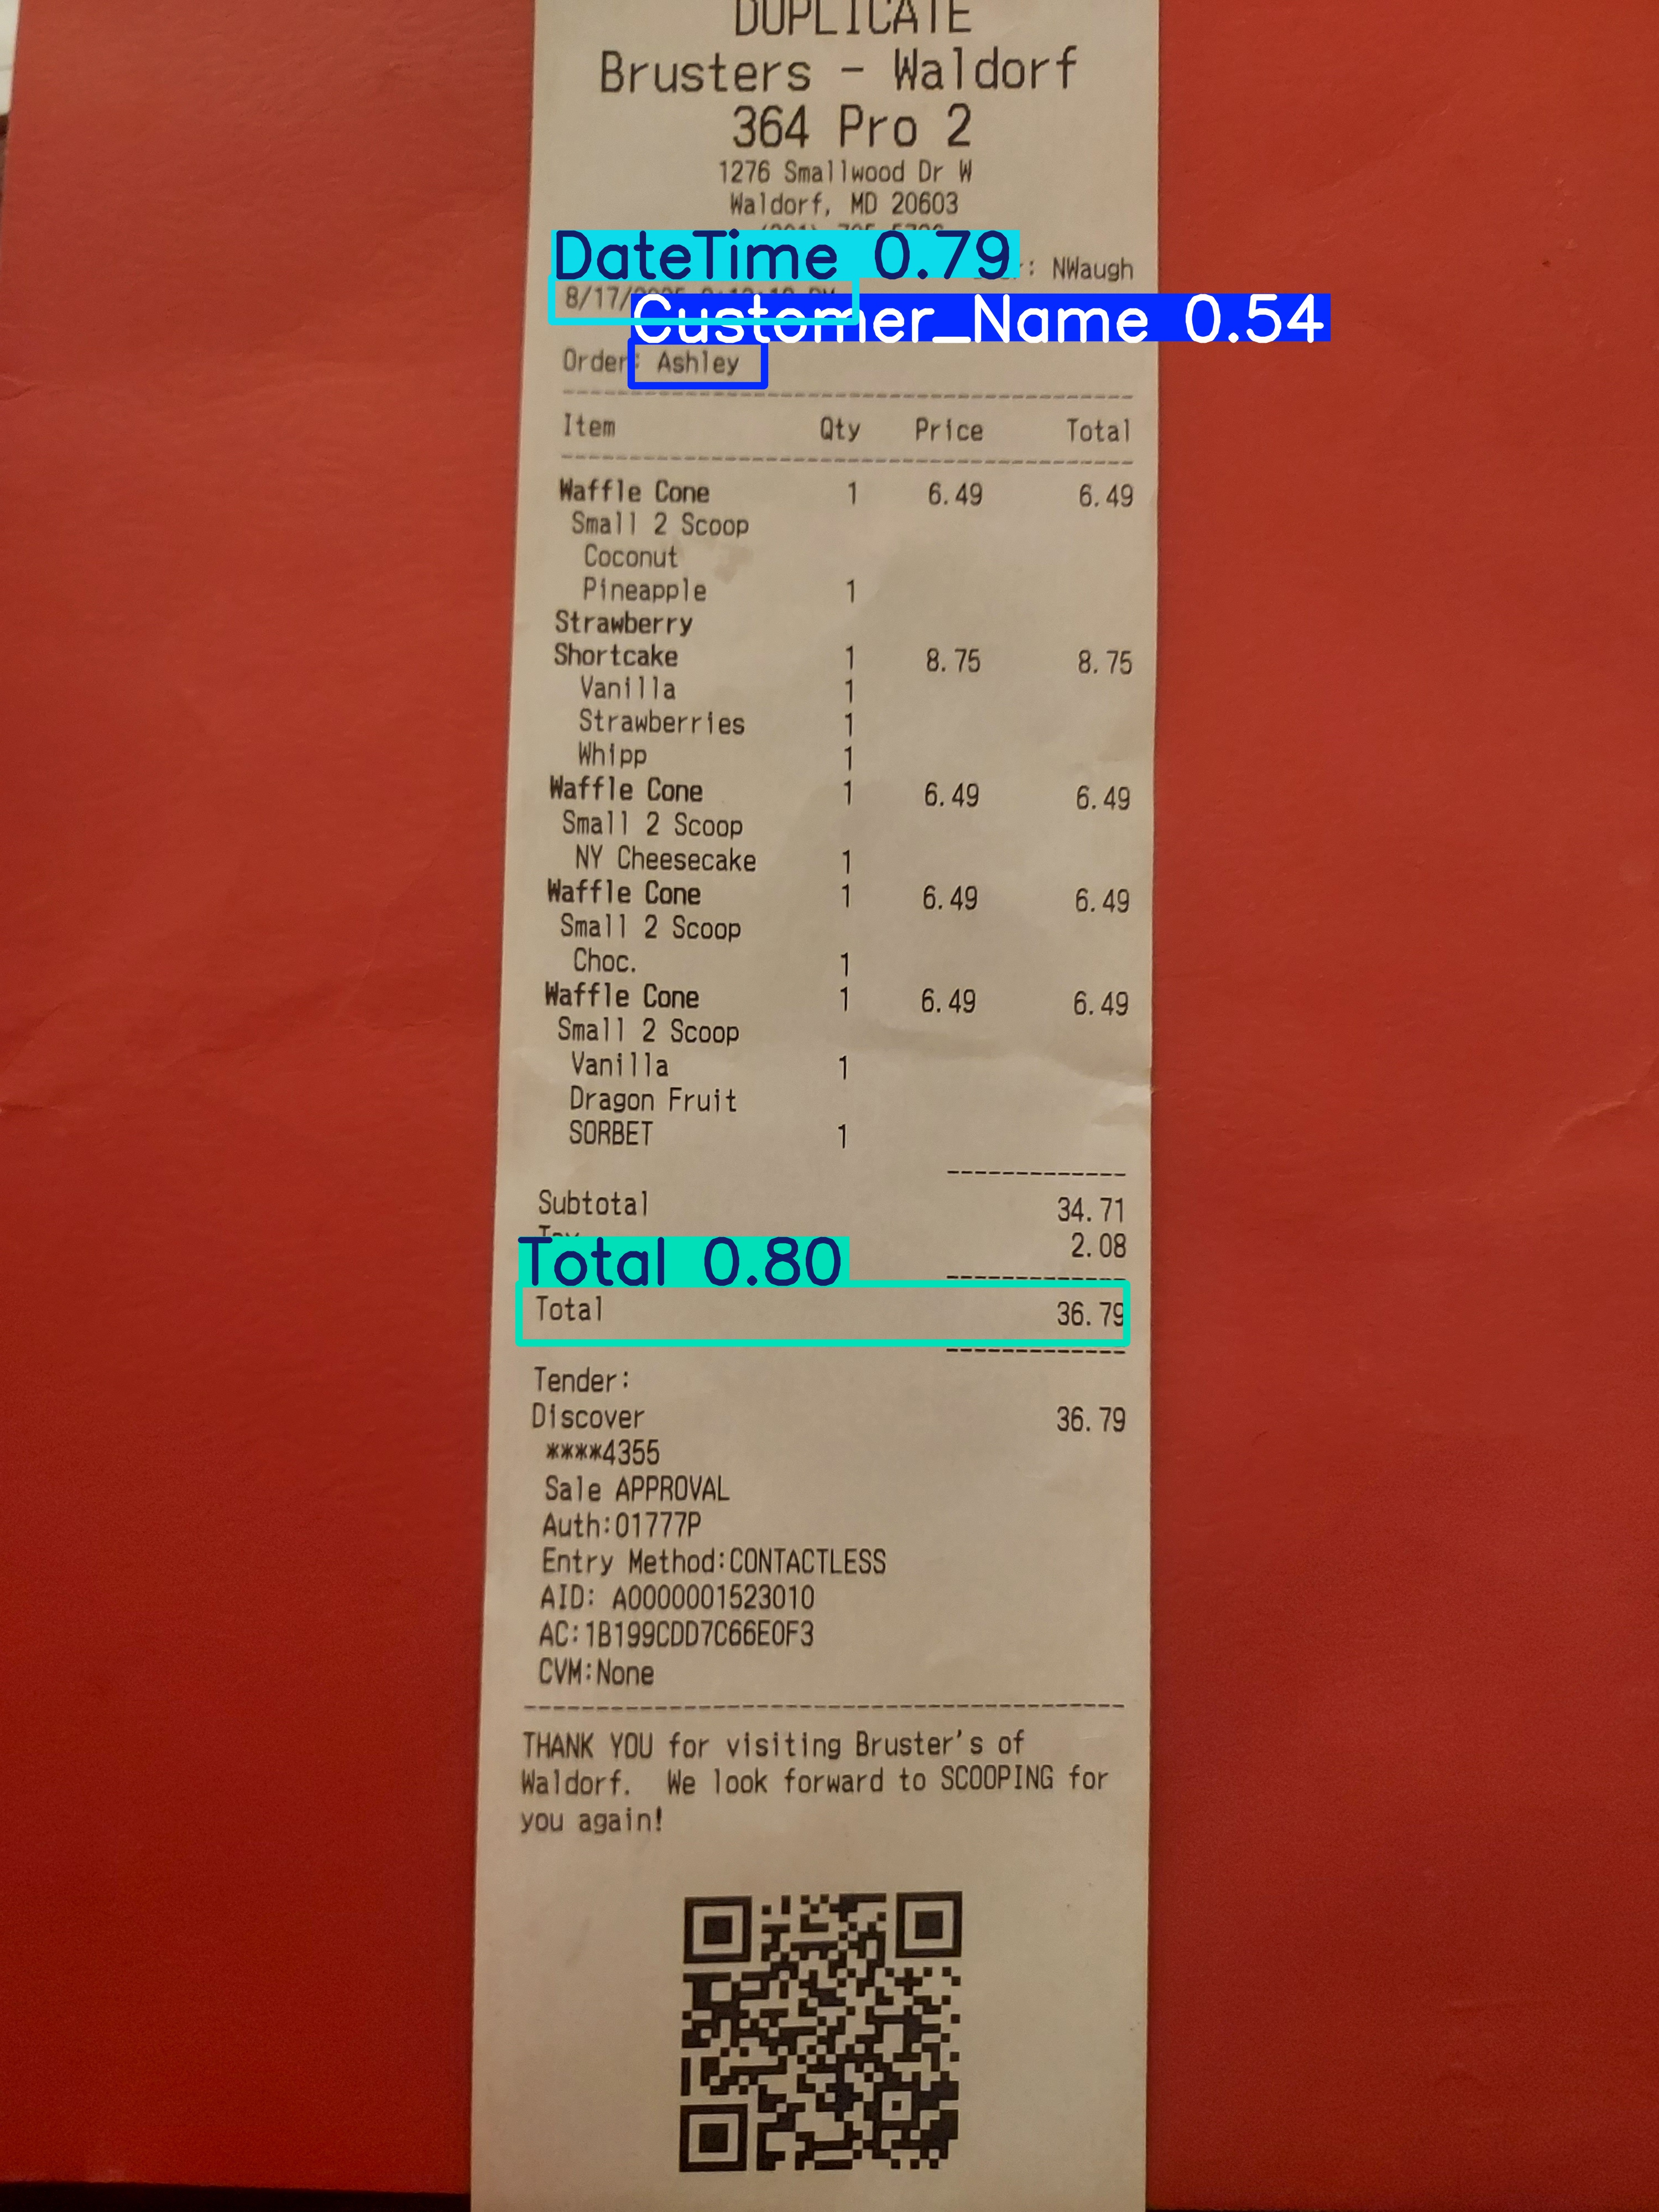 DUPLICATE
Brusters - Waldorf
364 Pro 2
1276 Smallwood Dr W
Waldorf, MD 20603
DateTime 0.79
NWaugh
8/17/
Customer_Name 0.54
Order: Ashley
Item Qty Price Total
Waffle Cone 1 6.49 6.49
Small 2 Scoop
Coconut
Pineapple 1
Strawberry
Shortcake 1 8.75 8.75
Vanilla 1
Strawberries 1
Whipp 1
Waffle Cone 1 6.49 6.49
Small 2 Scoop
NY Cheesecake 1
Waffle Cone 1 6.49 6.49
Small 2 Scoop
Choc. 1
Waffle Cone 1 6.49 6.49
Small 2 Scoop
Vanilla 1
Dragon Fruit
SORBET 1
Subtotal 34.71
2.08
Total 0.80
Total 36.79
Tender:
Discover 36.79
****4355
Sale APPROVAL
Auth:01777P
Entry Method:CONTACTLESS
AID: A0000001523010
AC:1B199CDD7C66E0F3
CVM:None
THANK YOU for visiting Bruster's of
Waldorf. We look forward to SCOOPING for
you again!